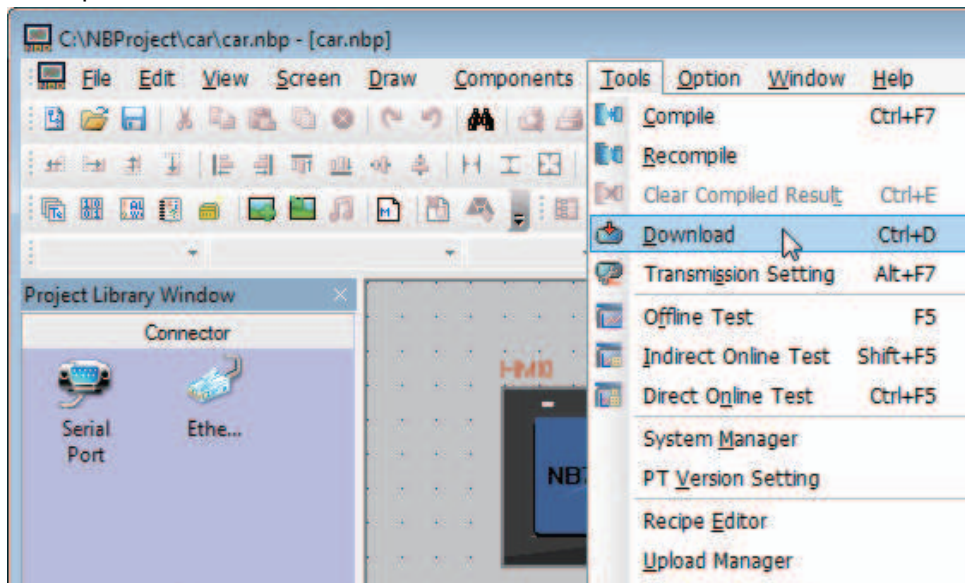 C:\NBProject\car\car.nbp - [car.nbp]
File Edit View Screen Draw Components Tools Option Window Help
Compile Ctrl+F7
Recompile
Clear Compiled Result Ctrl+E
Download Ctrl+D
Transmission Setting Alt+F7
Offline Test F5
Indirect Online Test Shift+F5
Direct Online Test Ctrl+F5
System Manager
PT Version Setting
Recipe Editor
Upload Manager
Project Library Window
Connector
Serial Port
Ethe...
HMI0
NB7